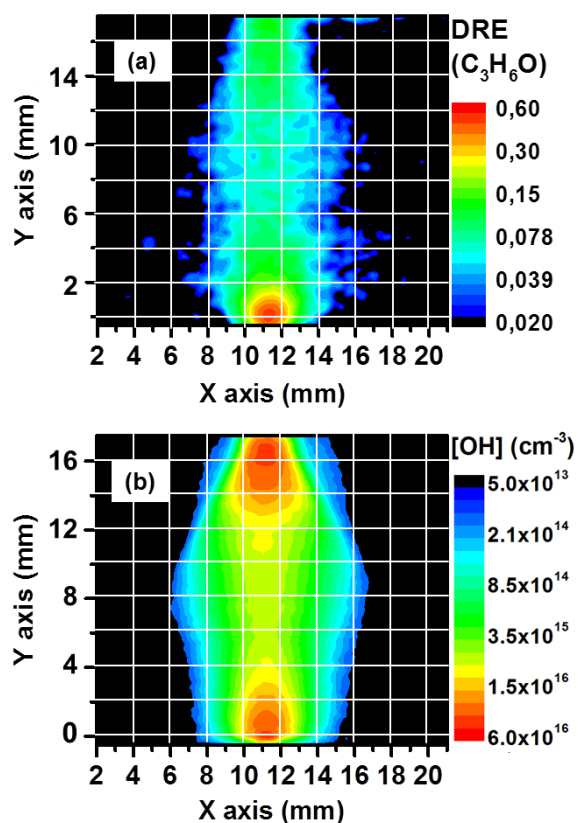 DRE
(C₃H₆O)
(a)
Y axis (mm)
14
10
6
2
0,60
0,30
0,15
0,078
0,039
0,020
2 4 6 8 10 12 14 16 18 20
X axis (mm)
[OH] (cm⁻³)
(b)
Y axis (mm)
16
12
8
4
0
5.0x10¹³
2.1x10¹⁴
8.5x10¹⁴
3.5x10¹⁵
1.5x10¹⁶
6.0x10¹⁶
2 4 6 8 10 12 14 16 18 20
X axis (mm)